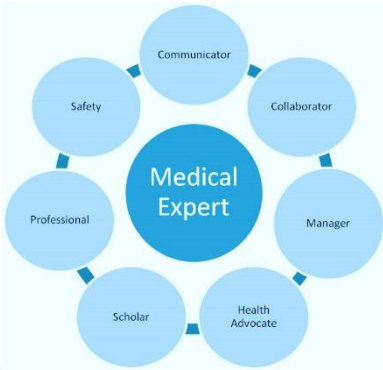 Communicator
Safety
Collaborator
Medical
Expert
Professional
Manager
Scholar
Health
Advocate